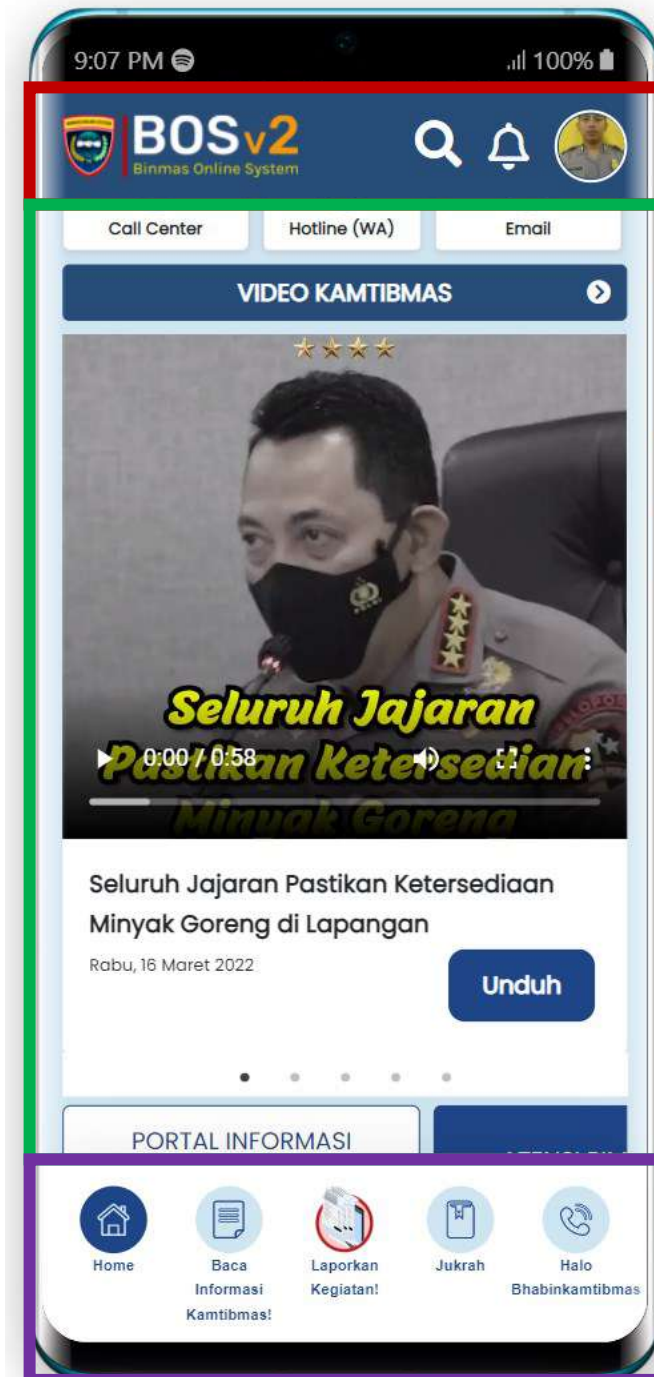 9:07 PM
100%
BOSv2
Binmas Online System
Call Center
Hotline (WA)
Email
VIDEO KAMTIBMAS
Seluruh Jajaran
Pastikan Ketersedian
Minyak Goreng
0:00 / 0:58
Seluruh Jajaran Pastikan Ketersediaan
Minyak Goreng di Lapangan
Rabu, 16 Maret 2022
Unduh
PORTAL INFORMASI
Home
Baca
Informasi
Kamtibmas!
Laporkan
Kegiatan!
Jukrah
Halo
Bhabinkamtibmas